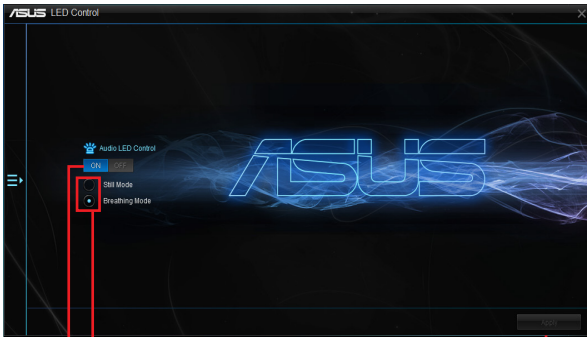 ASUS LED Control
Audio LED Control
ON OFF
Still Mode
Breathing Mode
ASUS
Apply